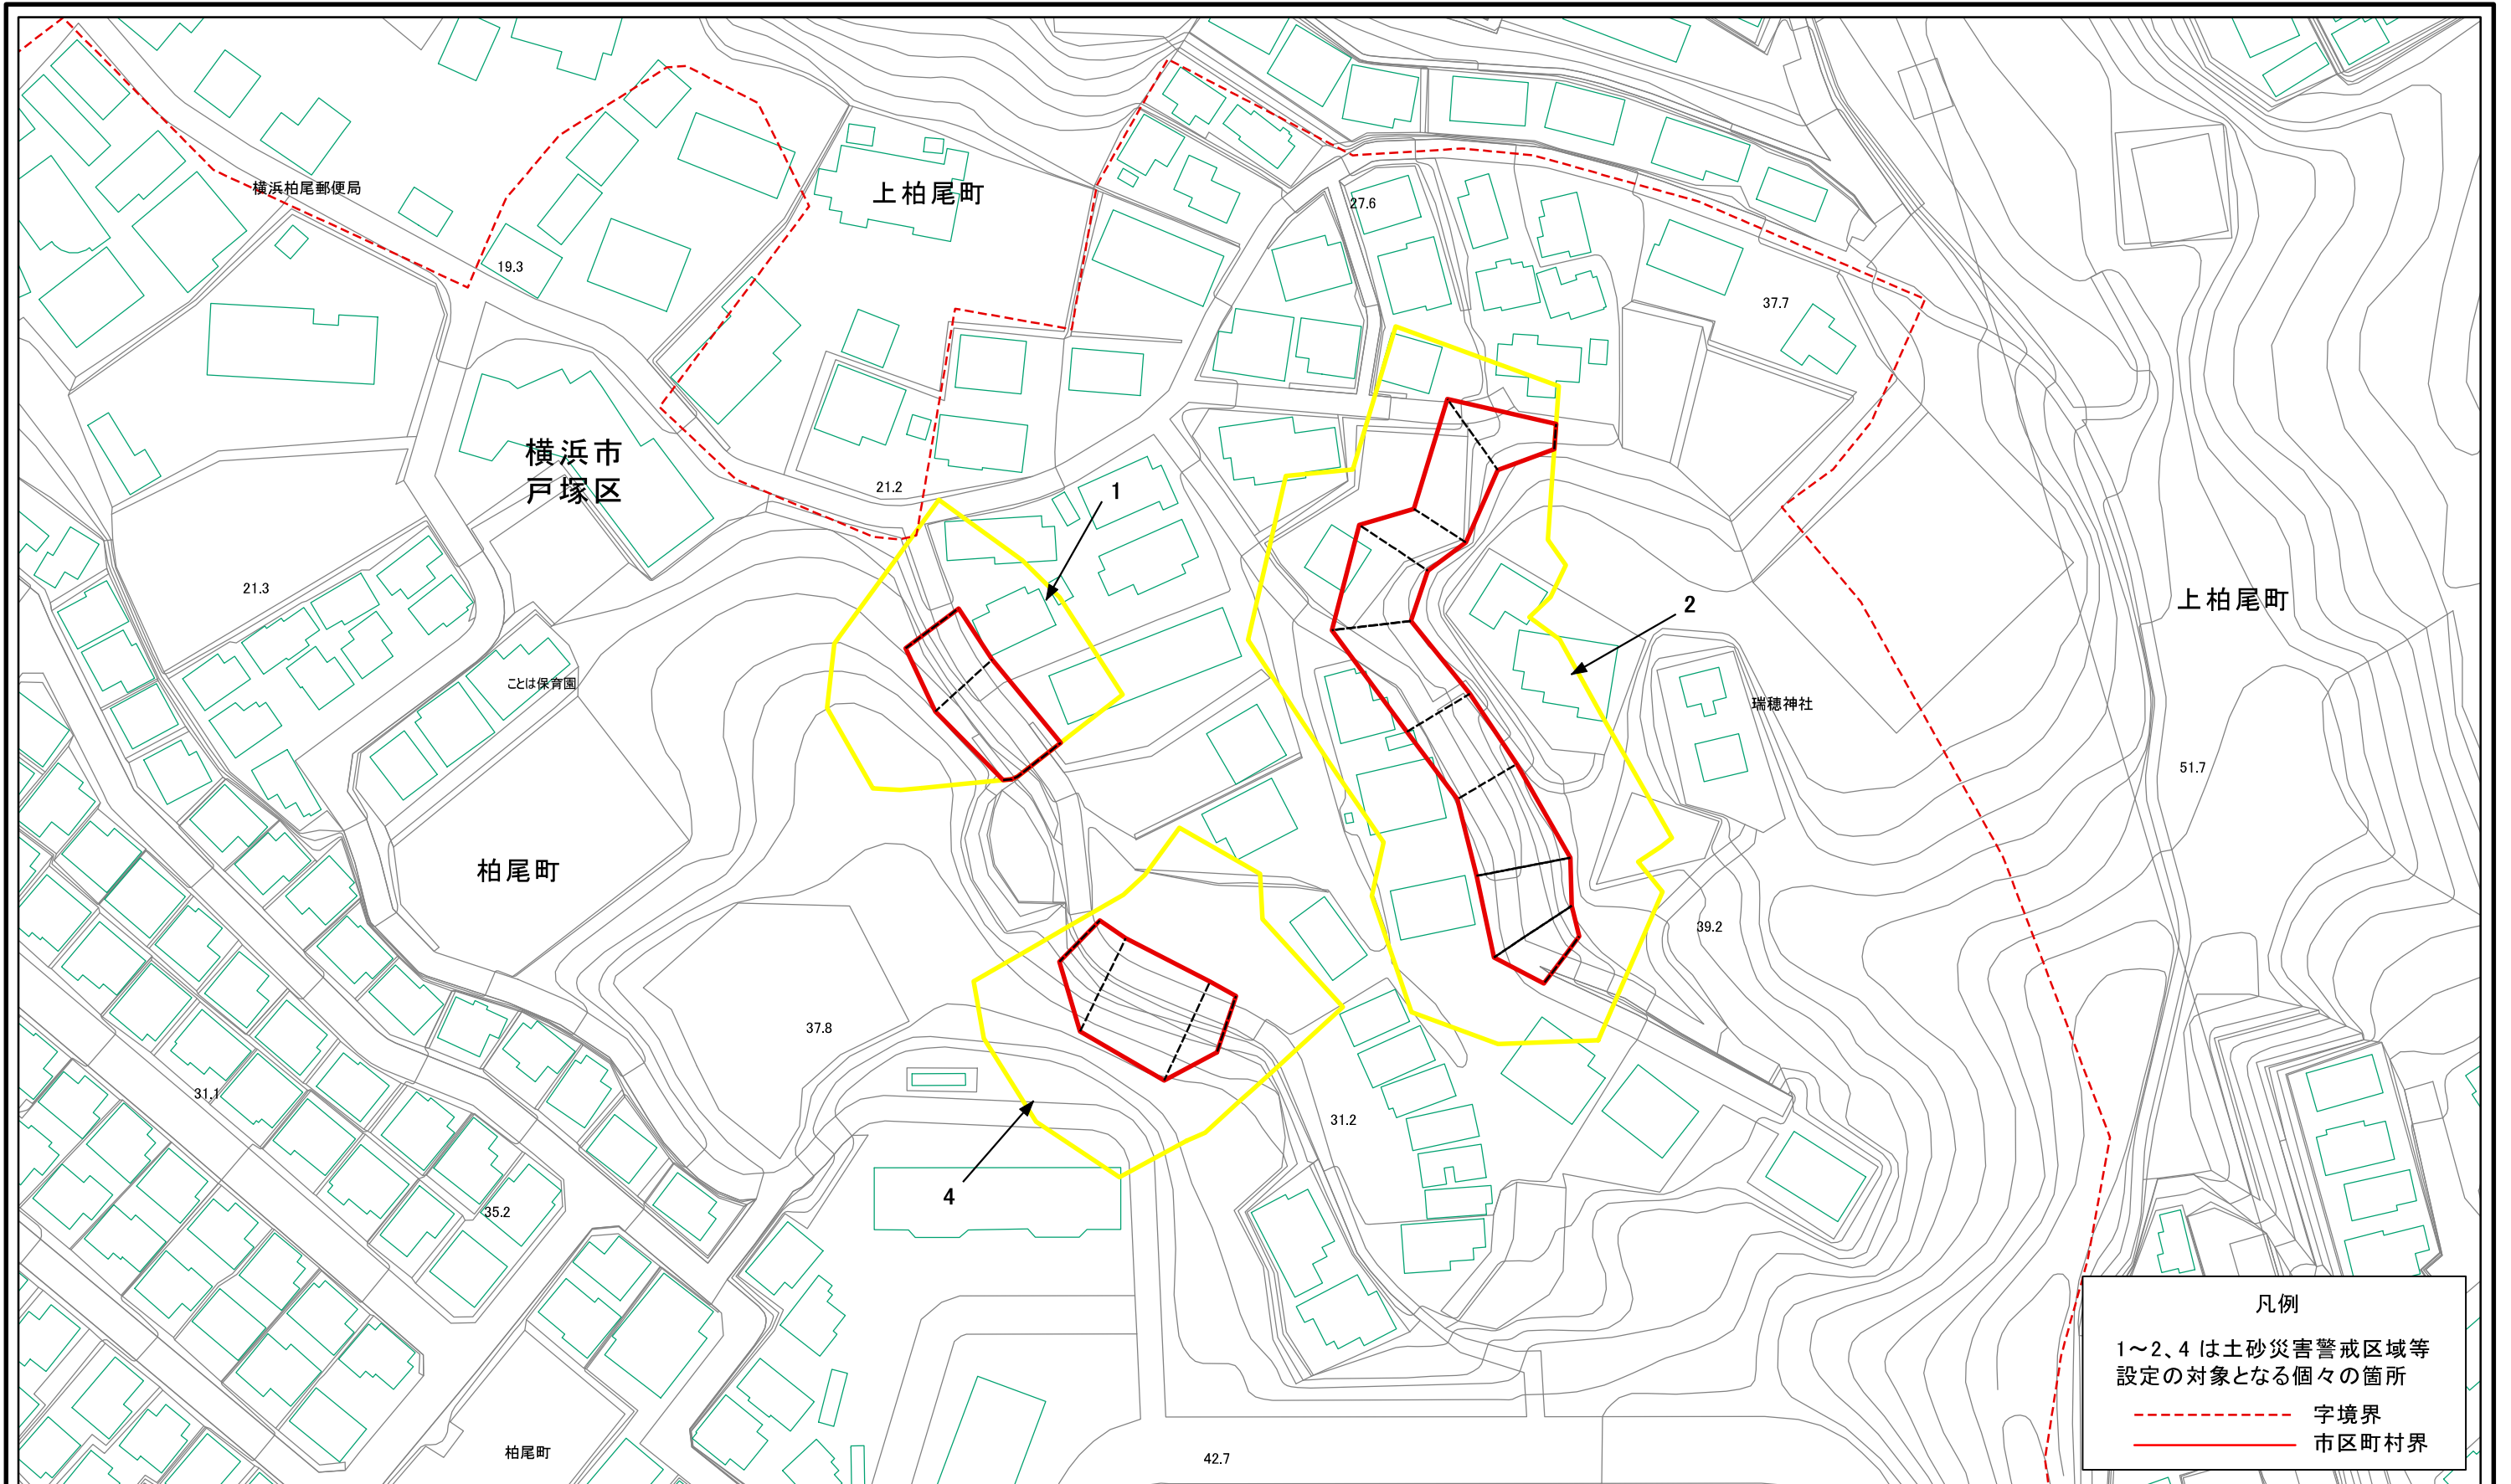 横浜柏尾郵便局
上柏尾町
27.6
19.3
37.7
横浜市
戸塚区
21.2
1
21.3
2
上柏尾町
ことは保育園
瑞穂神社
51.7
柏尾町
39.2
37.8
31.1
31.2
4
35.2
柏尾町
42.7
凡例
1～2、4 は土砂災害警戒区域等
設定の対象となる個々の箇所
字境界
市区町村界